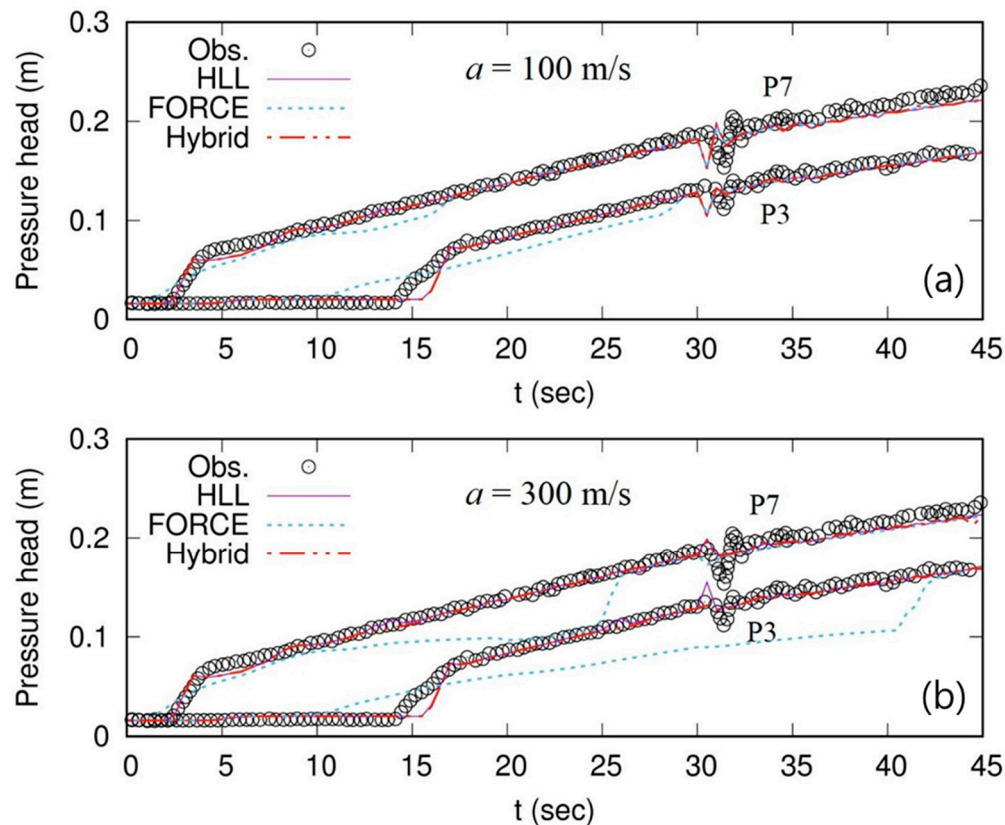 0.3
Obs.
HLL
FORCE
Hybrid
a = 100 m/s
P7
P3
0.2
0.1
0
Pressure head (m)
(a)
0 5 10 15 20 25 30 35 40 45
t (sec)
0.3
Obs.
HLL
FORCE
Hybrid
a = 300 m/s
P7
P3
0.2
0.1
0
Pressure head (m)
(b)
0 5 10 15 20 25 30 35 40 45
t (sec)